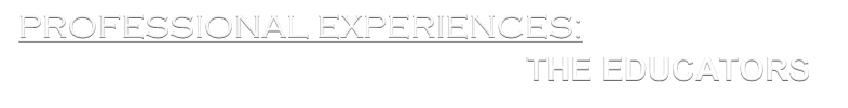 PROFESSIONAL EXPERIENCES:
THE EDUCATORS